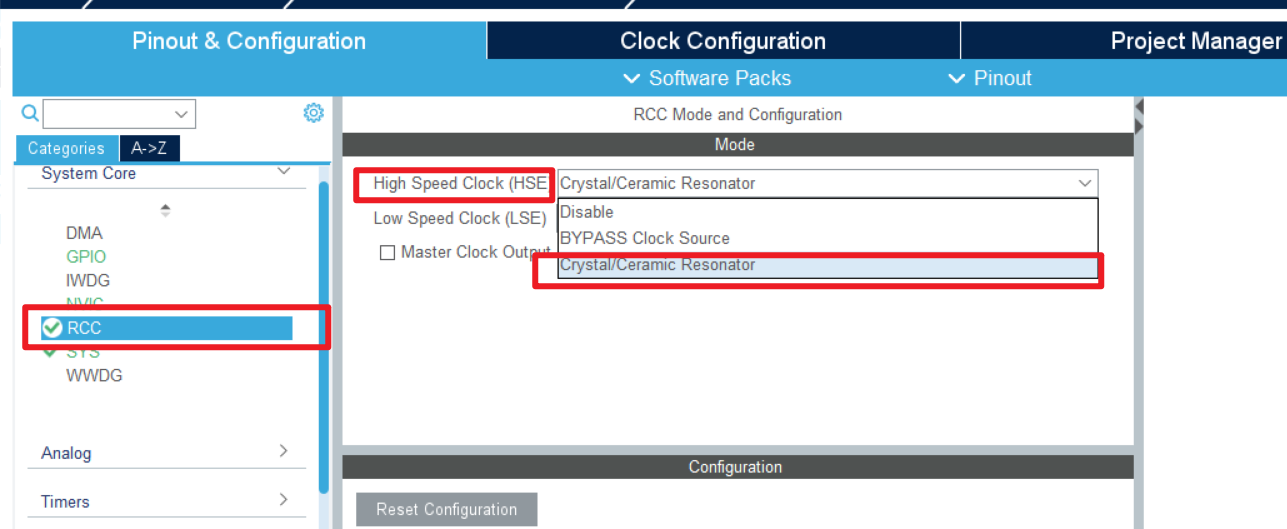 Pinout & Configuration
Clock Configuration
Project Manager
Software Packs
Pinout
Categories
A->Z
System Core
DMA
GPIO
IWDG
NVIC
RCC
SYS
WWDG
Analog
Timers
RCC Mode and Configuration
Mode
High Speed Clock (HSE) Crystal/Ceramic Resonator
Low Speed Clock (LSE) Disable
BYPASS Clock Source
Master Clock Output
Crystal/Ceramic Resonator
Configuration
Reset Configuration